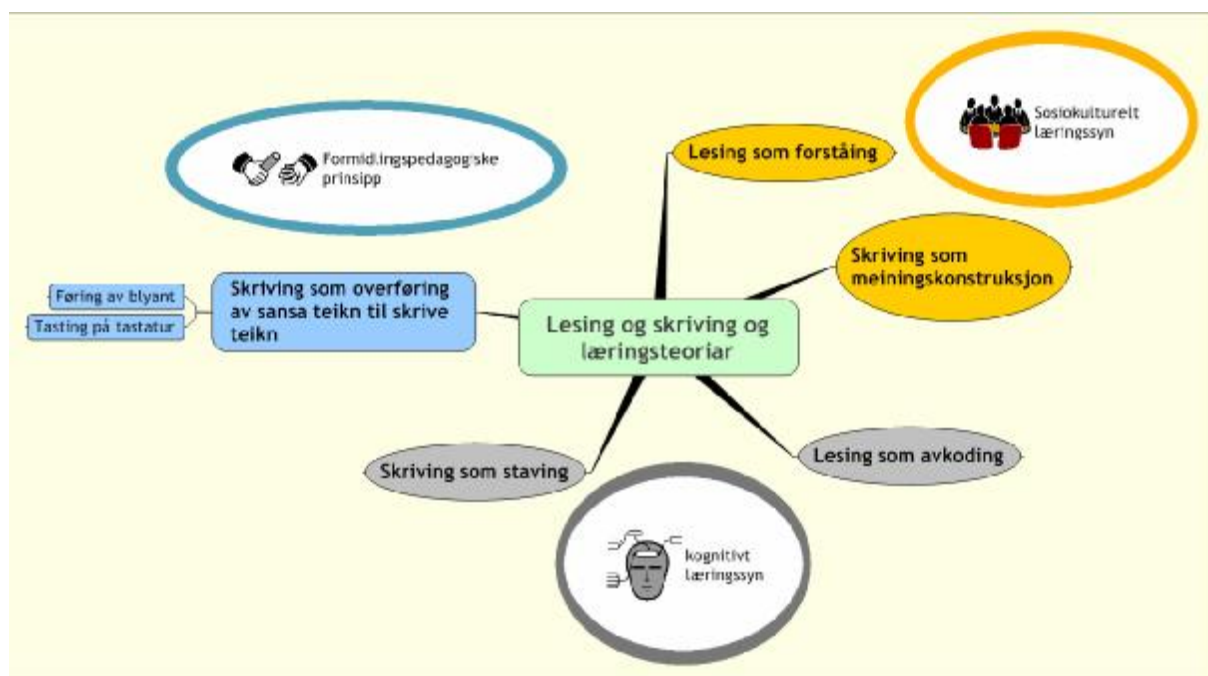 Sosiokulturelt
læringssyn
Lesing som forståing
Formidlingspedagogiske
prinsipp
Skriving som
meiningskonstruksjon
Føring av blyant
Tasting på tastatur
Skriving som overføring
av sansa teikn til skrive
teikn
Lesing og skriving og
læringsteoriar
Lesing som avkoding
Skriving som staving
kognitivt
læringssyn